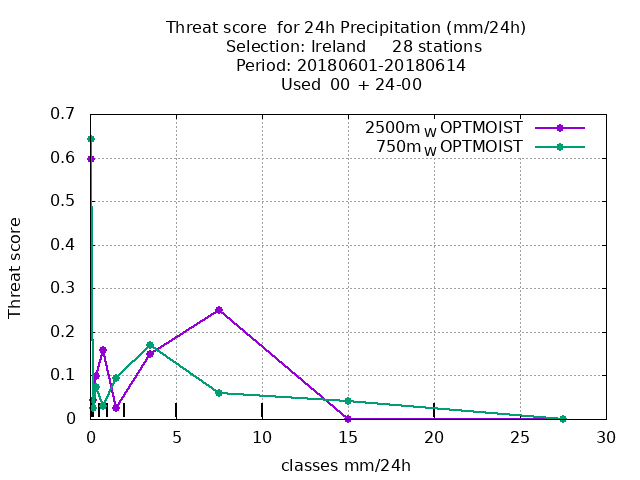 Threat score  for 24h Precipitation (mm/24h)
Selection: Ireland     28 stations
Period: 20180601-20180614
Used  00 + 24-00
2500m_W OPTMOIST
750m_W OPTMOIST
Threat score
0.7
0.6
0.5
0.4
0.3
0.2
0.1
0
0 5 10 15 20 25 30
classes mm/24h